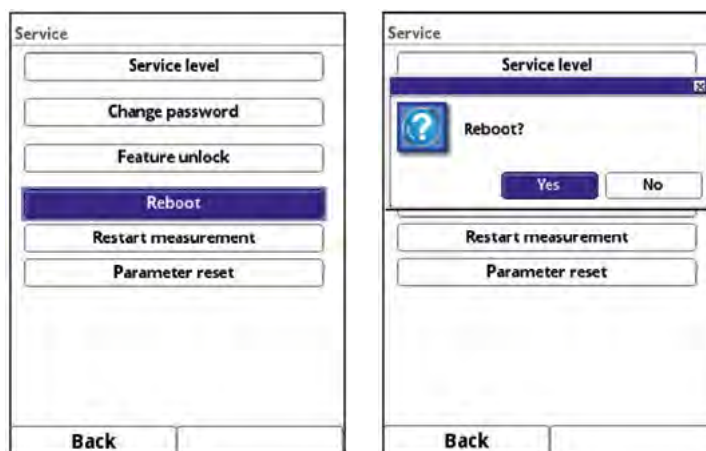 Service
Service level
Change password
Feature unlock
Reboot
Restart measurement
Parameter reset
Back
Service
Service level
Reboot?
Yes
No
Restart measurement
Parameter reset
Back